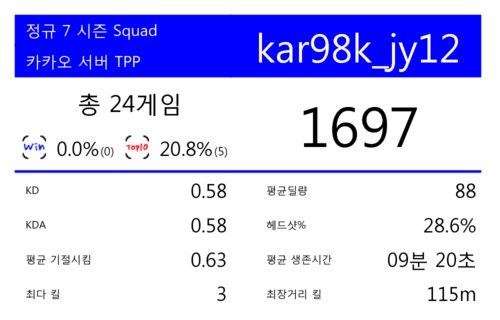 정규 7 시즌 Squad
카카오 서버 TPP
kar98k_jy12
총 24게임
Win 0.0%(0) Top10 20.8%(5)
1697
KD 0.58
평균딜량 88
KDA 0.58
헤드샷% 28.6%
평균 기절시킴 0.63
평균 생존시간 09분 20초
최다 킬 3
최장거리 킬 115m